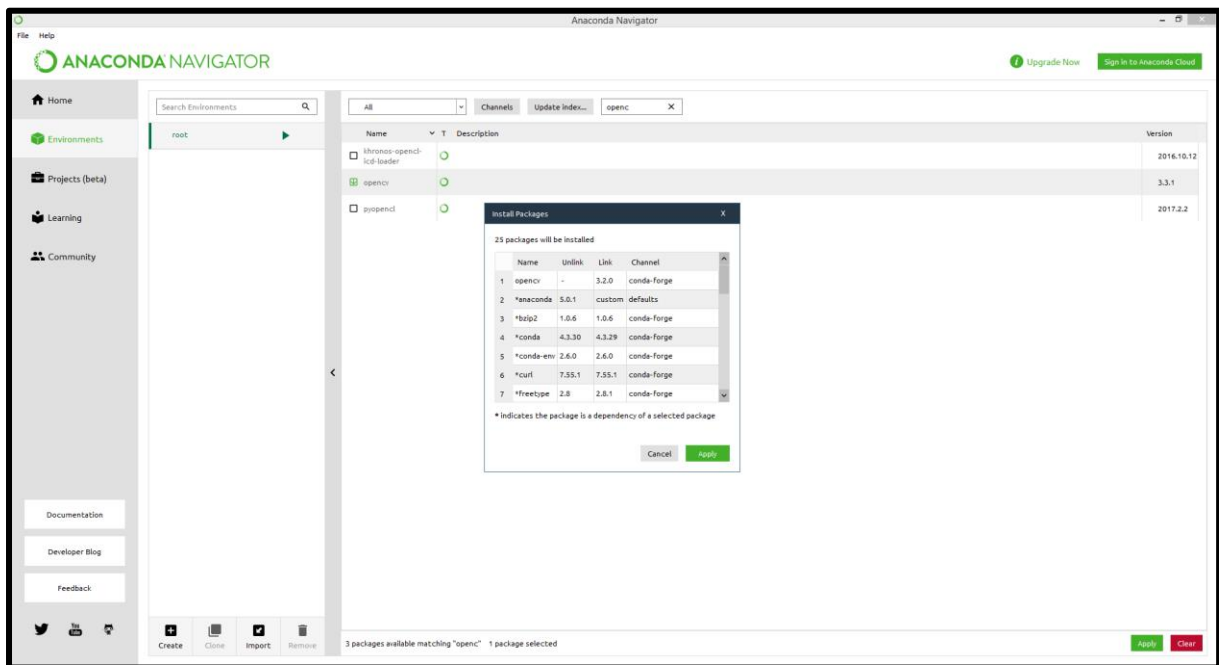 Anaconda Navigator
File Help
ANACONDA NAVIGATOR
Upgrade Now
Sign in to Anaconda Cloud
Home
Environments
Projects (beta)
Learning
Community
Documentation
Developer Blog
Feedback
You
Tube
Search Environments
root
Create Clone Import Remove
All Channels Update index... openc X
Name T Description Version
khronos-opencl-
icd-loader 2016.10.12
opencv 3.3.1
pyopencl 2017.2.2
Install Packages X
25 packages will be installed
Name Unlink Link Channel
1 opencv - 3.2.0 conda-forge
2 *anaconda 5.0.1 custom defaults
3 *bzip2 1.0.6 1.0.6 conda-forge
4 *conda 4.3.30 4.3.29 conda-forge
5 *conda-env 2.6.0 2.6.0 conda-forge
6 *curl 7.55.1 7.55.1 conda-forge
7 *freetype 2.8 2.8.1 conda-forge
* indicates the package is a dependency of a selected package
Cancel Apply
3 packages available matching "openc" 1 package selected
Apply Clear